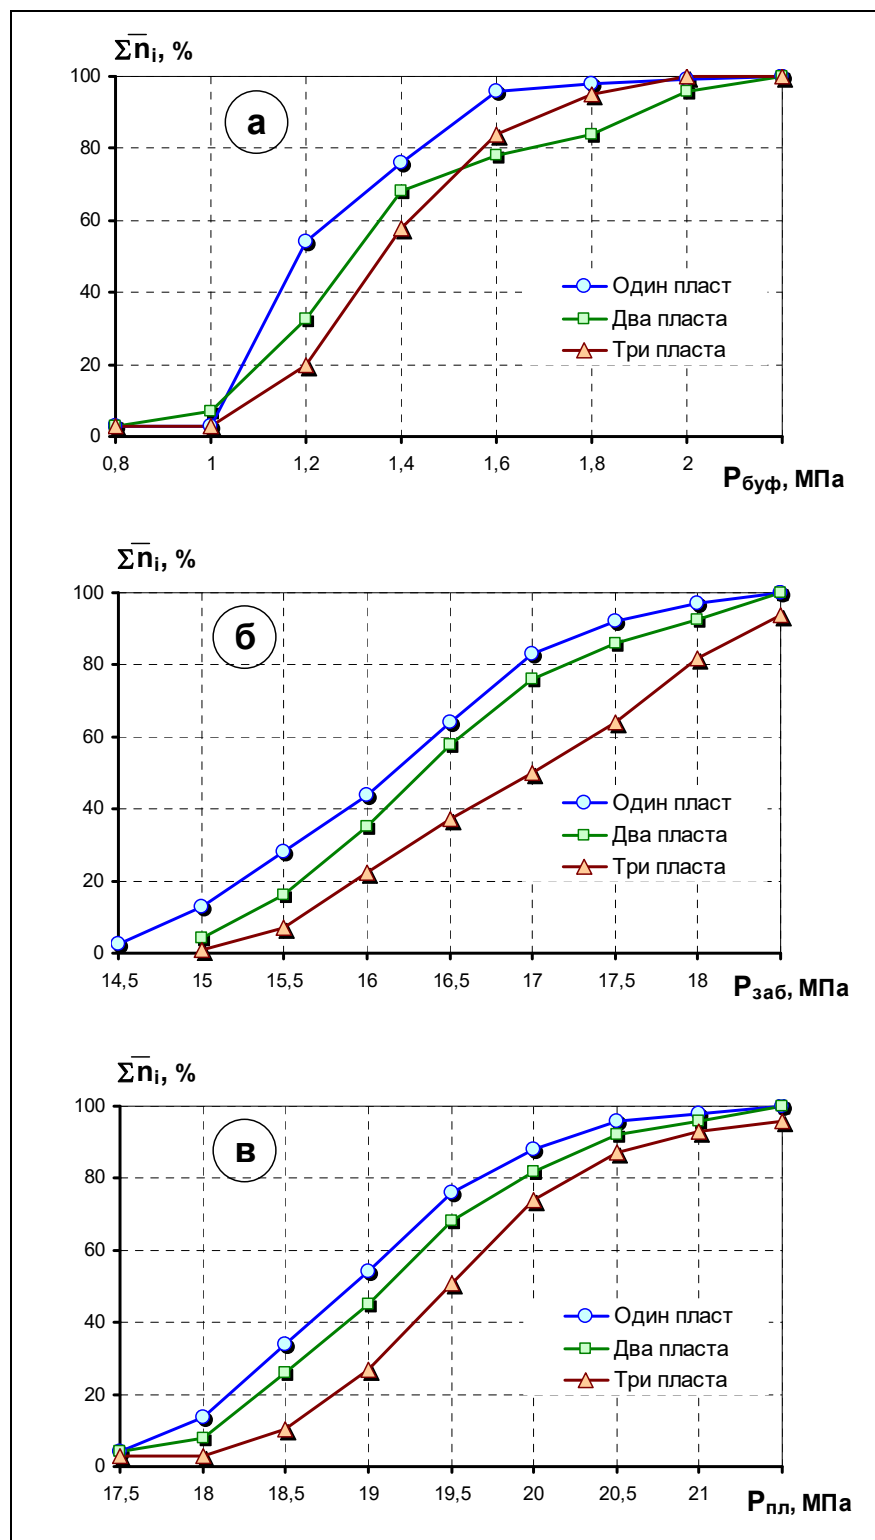 Σn̅i, %
100
80
60
40
20
0
а
Один пласт
Два пласта
Три пласта
0,8 1 1,2 1,4 1,6 1,8 2
Pбуф, МПа
Σn̅i, %
100
80
60
40
20
0
б
Один пласт
Два пласта
Три пласта
14,5 15 15,5 16 16,5 17 17,5 18
Pзаб, МПа
Σn̅i, %
100
80
60
40
20
0
в
Один пласт
Два пласта
Три пласта
17,5 18 18,5 19 19,5 20 20,5 21
Pпл, МПа